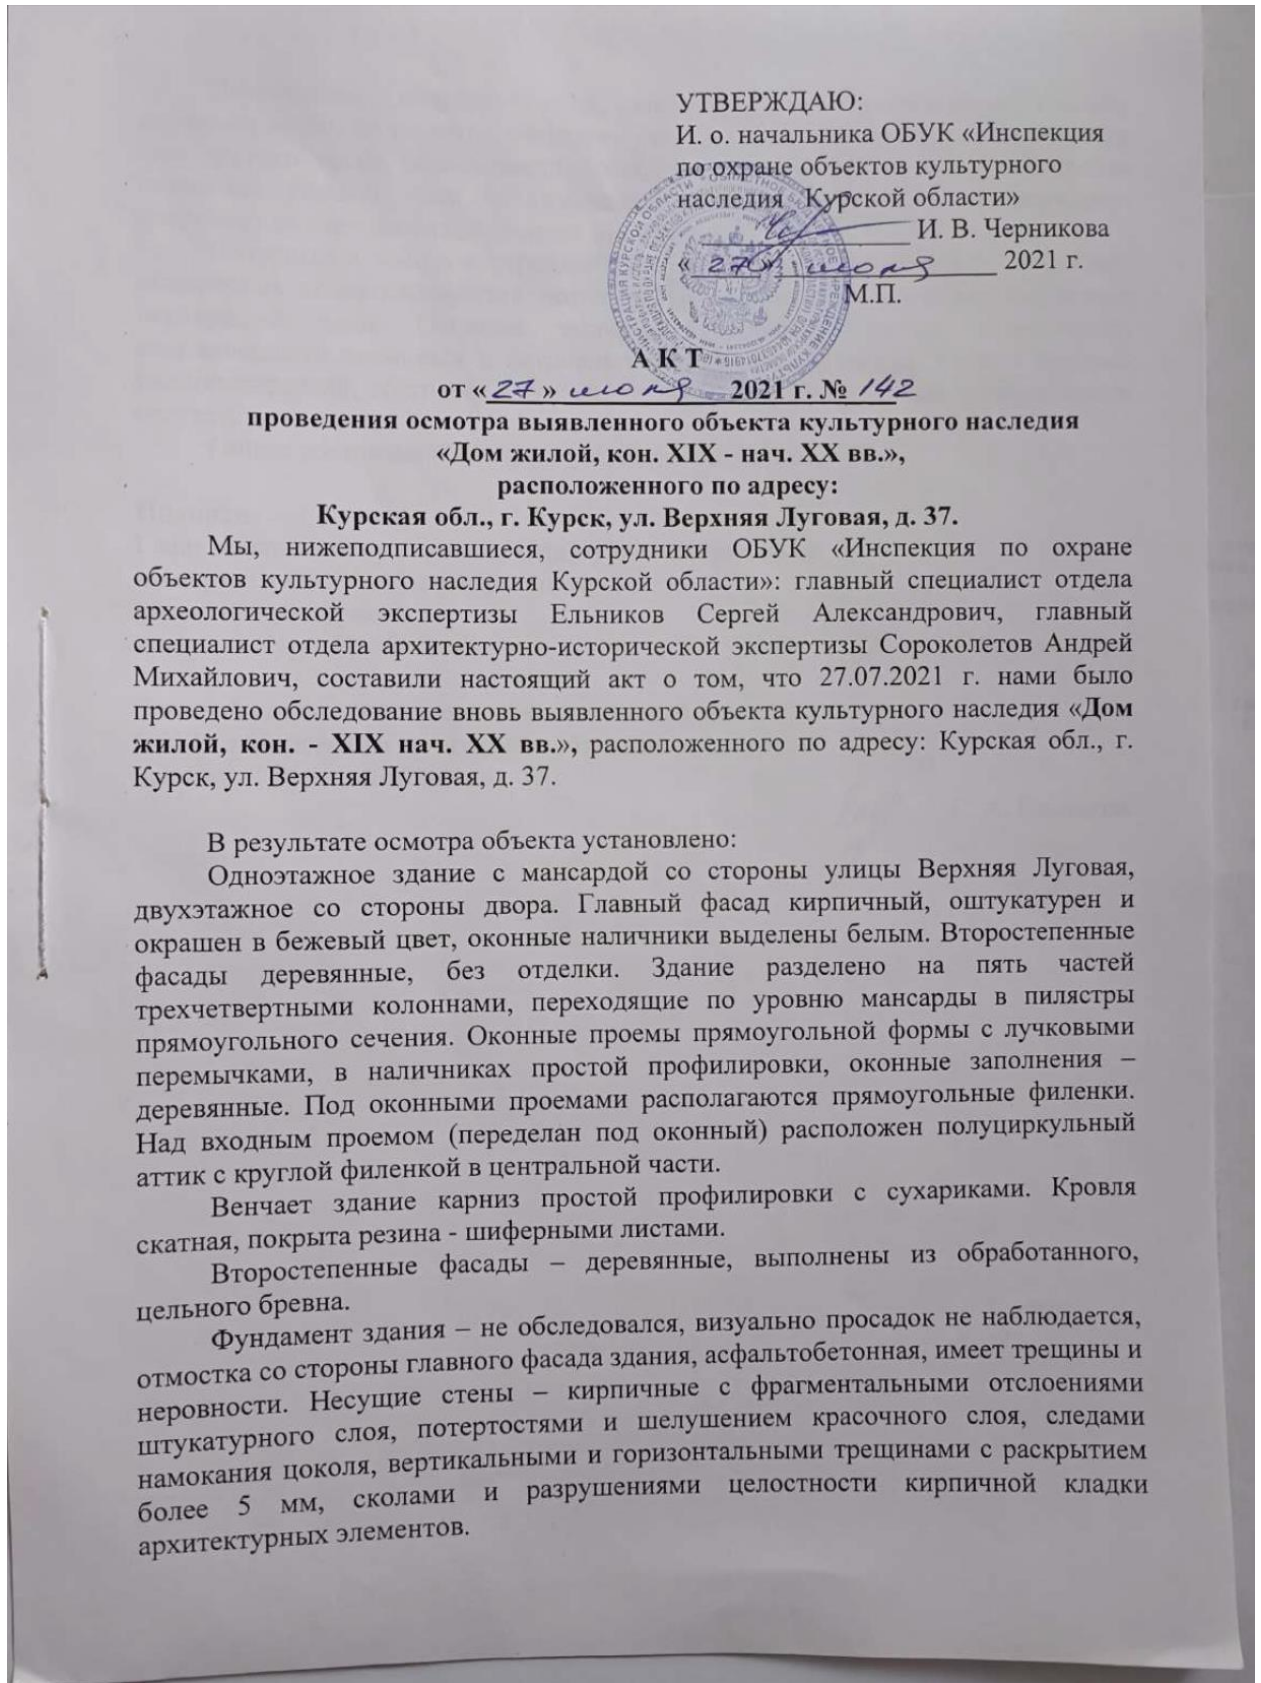 УТВЕРЖДАЮ:
И. о. начальника ОБУК «Инспекция
по охране объектов культурного
наследия Курской области»
И. В. Черникова
« 27 » июля 2021 г.
М.П.
А К Т
от « 27 » июля 2021 г. № 142
проведения осмотра выявленного объекта культурного наследия
«Дом жилой, кон. XIX - нач. XX вв.»,
расположенного по адресу:
Курская обл., г. Курск, ул. Верхняя Луговая, д. 37.
Мы, нижеподписавшиеся, сотрудники ОБУК «Инспекция по охране
объектов культурного наследия Курской области»: главный специалист отдела
археологической экспертизы Ельников Сергей Александрович, главный
специалист отдела архитектурно-исторической экспертизы Сороколетов Андрей
Михайлович, составили настоящий акт о том, что 27.07.2021 г. нами было
проведено обследование вновь выявленного объекта культурного наследия «Дом
жилой, кон. - XIX нач. XX вв.», расположенного по адресу: Курская обл., г.
Курск, ул. Верхняя Луговая, д. 37.
В результате осмотра объекта установлено:
Одноэтажное здание с мансардой со стороны улицы Верхняя Луговая,
двухэтажное со стороны двора. Главный фасад кирпичный, оштукатурен и
окрашен в бежевый цвет, оконные наличники выделены белым. Второстепенные
фасады деревянные, без отделки. Здание разделено на пять частей
трехчетвертными колоннами, переходящие по уровню мансарды в пилястры
прямоугольного сечения. Оконные проемы прямоугольной формы с лучковыми
перемычками, в наличниках простой профилировки, оконные заполнения –
деревянные. Под оконными проемами располагаются прямоугольные филенки.
Над входным проемом (переделан под оконный) расположен полуциркульный
аттик с круглой филенкой в центральной части.
Венчает здание карниз простой профилировки с сухариками. Кровля
скатная, покрыта резина - шиферными листами.
Второстепенные фасады – деревянные, выполнены из обработанного,
цельного бревна.
Фундамент здания – не обследовался, визуально просадок не наблюдается,
отмостка со стороны главного фасада здания, асфальтобетонная, имеет трещины и
неровности. Несущие стены – кирпичные с фрагментальными отслоениями
штукатурного слоя, потертостями и шелушением красочного слоя, следами
намокания цоколя, вертикальными и горизонтальными трещинами с раскрытием
более 5 мм, сколами и разрушениями целостности кирпичной кладки
архитектурных элементов.